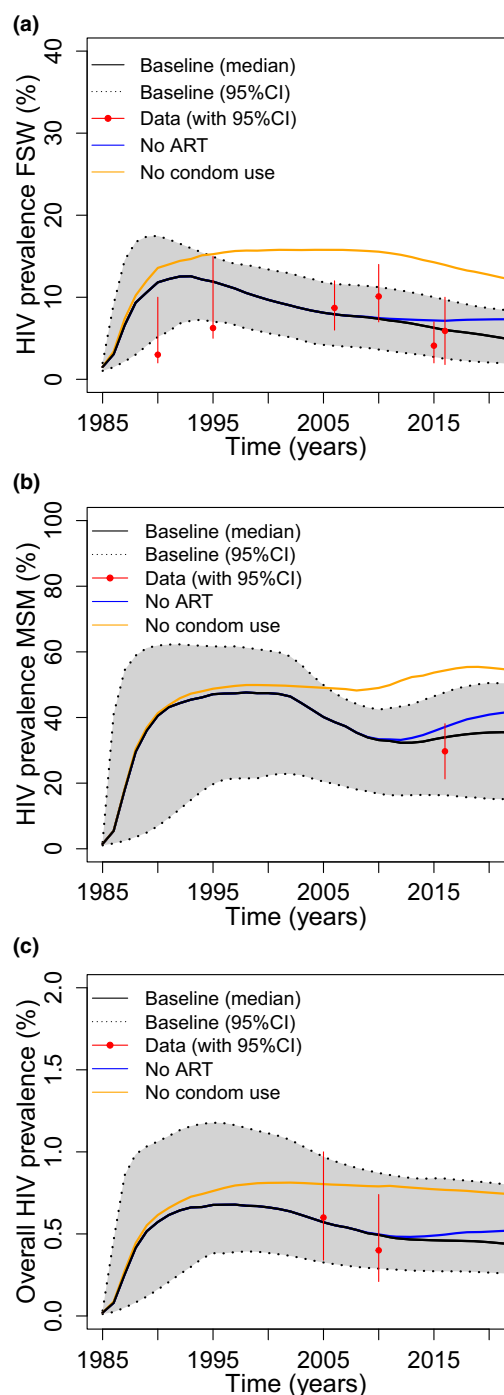 (a)
HIV prevalence FSW (%)
40
30
20
10
0
Baseline (median)
Baseline (95%CI)
Data (with 95%CI)
No ART
No condom use
1985 1995 2005 2015
Time (years)
(b)
HIV prevalence MSM (%)
100
80
60
40
20
0
Baseline (median)
Baseline (95%CI)
Data (with 95%CI)
No ART
No condom use
1985 1995 2005 2015
Time (years)
(c)
Overall HIV prevalence (%)
2.0
1.5
1.0
0.5
0.0
Baseline (median)
Baseline (95%CI)
Data (with 95%CI)
No ART
No condom use
1985 1995 2005 2015
Time (years)